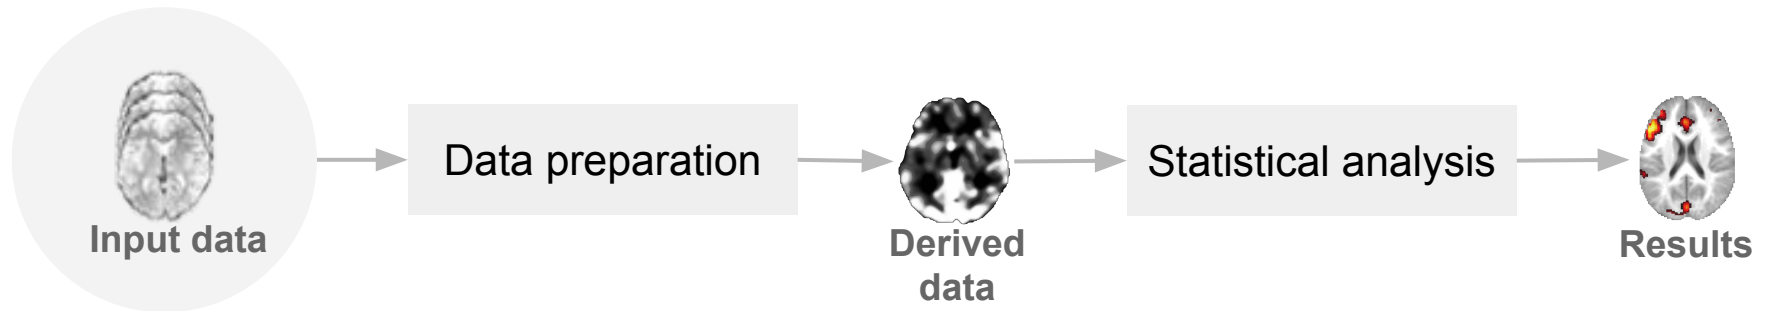 Input data
Data preparation
Derived
data
Statistical analysis
Results